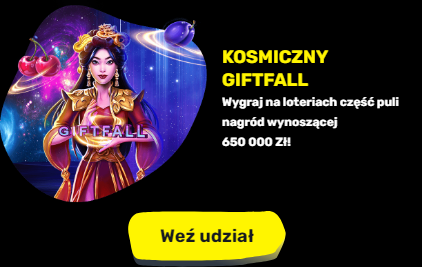 GIFTFALL
KOSMICZNY
GIFTFALL
Wygraj na loteriach część puli
nagród wynoszącej
650 000 Zł!
Weź udział